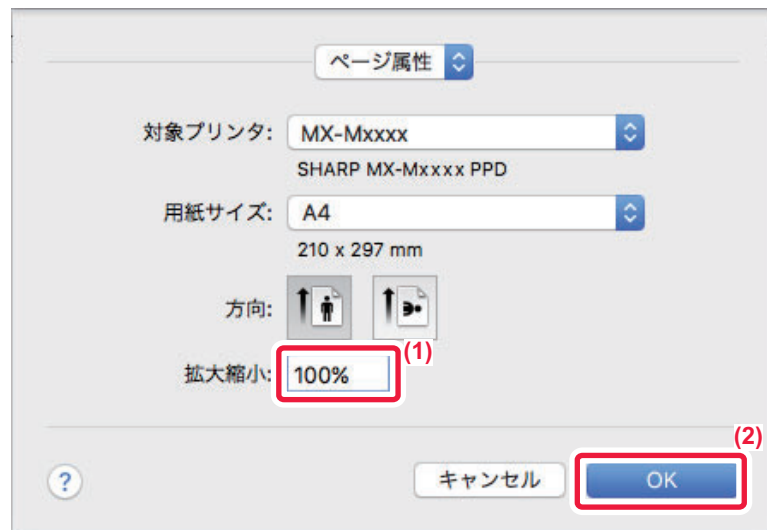 ページ属性
対象プリンタ: MX-Mxxxx
SHARP MX-Mxxxx PPD
用紙サイズ: A4
210 x 297 mm
方向:
(1)
拡大縮小: 100%
(2)
? キャンセル OK